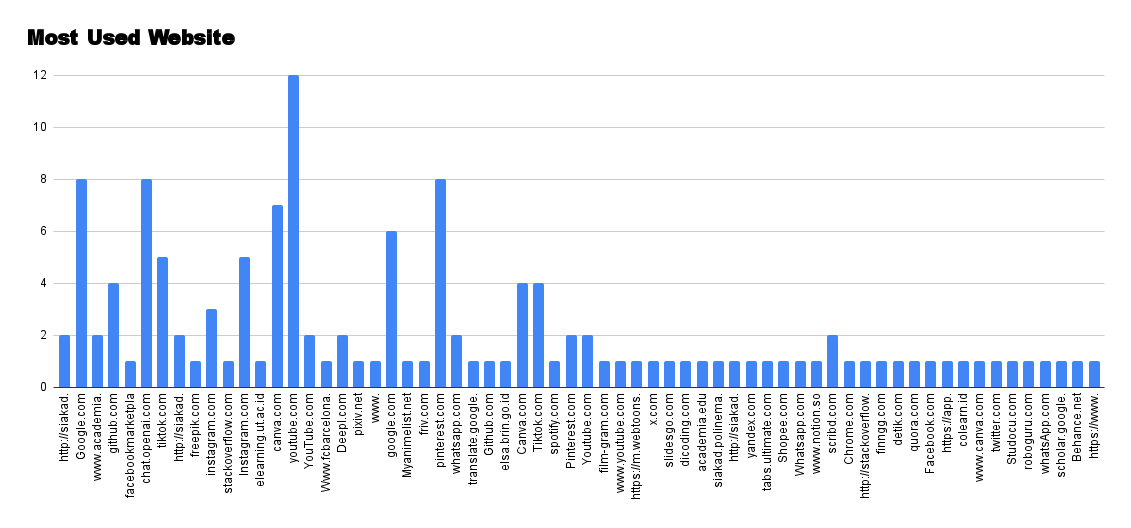 Most Used Website
12
10
8
6
4
2
0
http://siakad.
Google.com
www.academia.
github.com
facebookmarketpla
chat.openai.com
tiktok.com
http://siakad.
freepik.com
instagram.com
stackoverflow.com
Instagram.com
elearning.ut.ac.id
canva.com
youtube.com
YouTube.com
Www.fcbarcelona.
Deepl.com
pixiv.net
www.
google.com
Myanimelist.net
friv.com
pinterest.com
whatsapp.com
translate.google.
Github.com
elsa.brin.go.id
Canva.com
Tiktok.com
spotify.com
Pinterest.com
Youtube.com
film-gram.com
www.youtube.com
https://m.webtoons.
x.com
slidesgo.com
dicoding.com
academia.edu
siakad.polinema.
http://siakad.
yandex.com
tabs.ultimate.com
Shopee.com
Whatsapp.com
www.notion.so
scribd.com
Chrome.com
http://stackoverflow.
finngg.com
detik.com
quora.com
Facebook.com
https://app.
colearn.id
www.canva.com
twitter.com
Studocu.com
roboguru.com
whatsApp.com
scholar.google.
Behance.net
https://www.